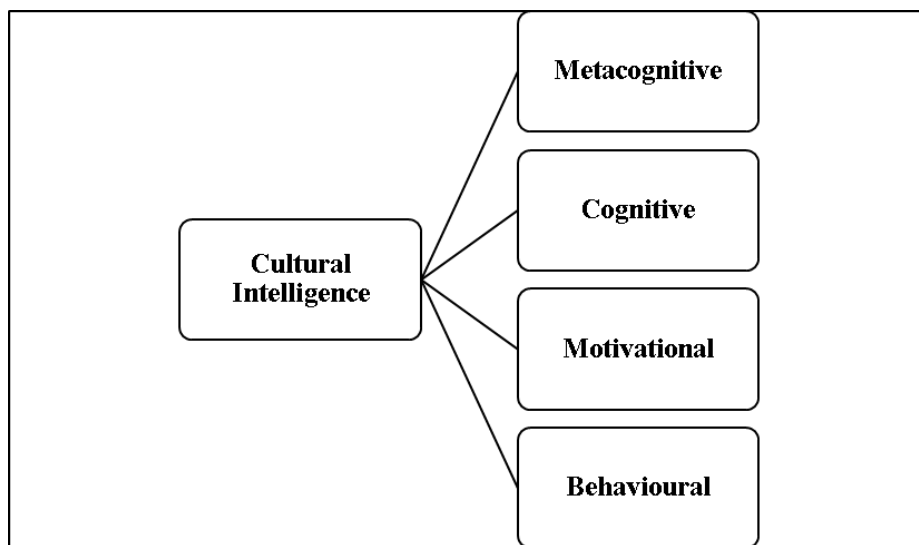 Metacognitive
Cognitive
Cultural
Intelligence
Motivational
Behavioural